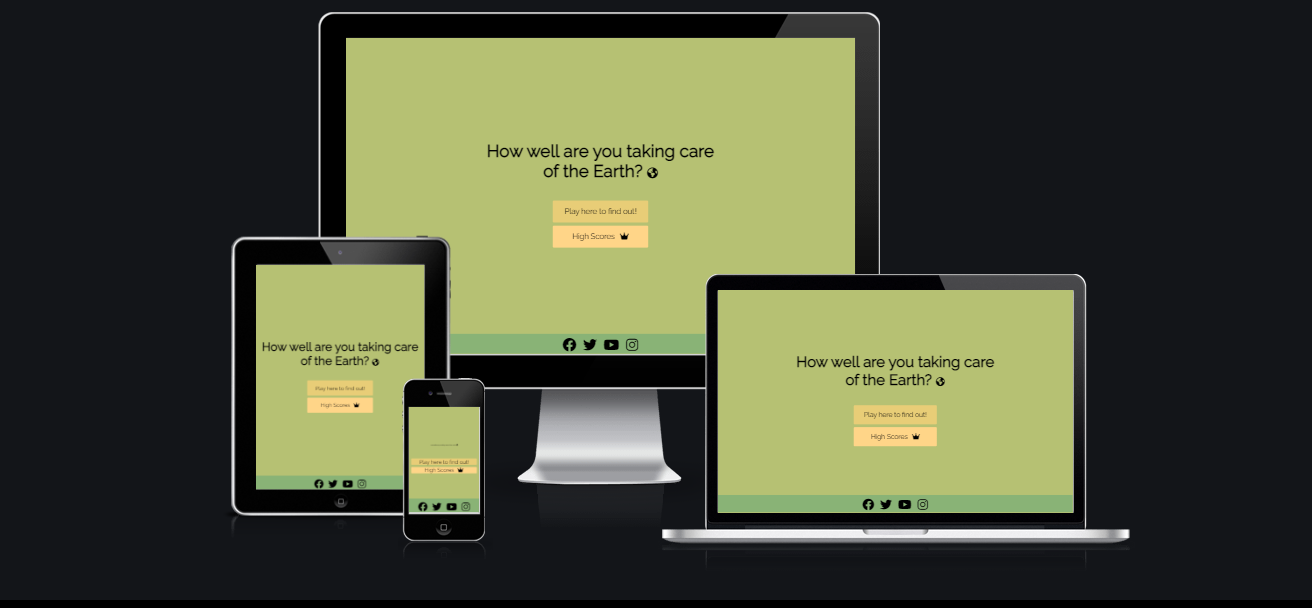 How well are you taking care
of the Earth?
Play here to find out!
High Scores
How well are you taking care
of the Earth?
Play here to find out!
High Scores
Play here to find out!
High Scores
How well are you taking care
of the Earth?
Play here to find out!
High Scores